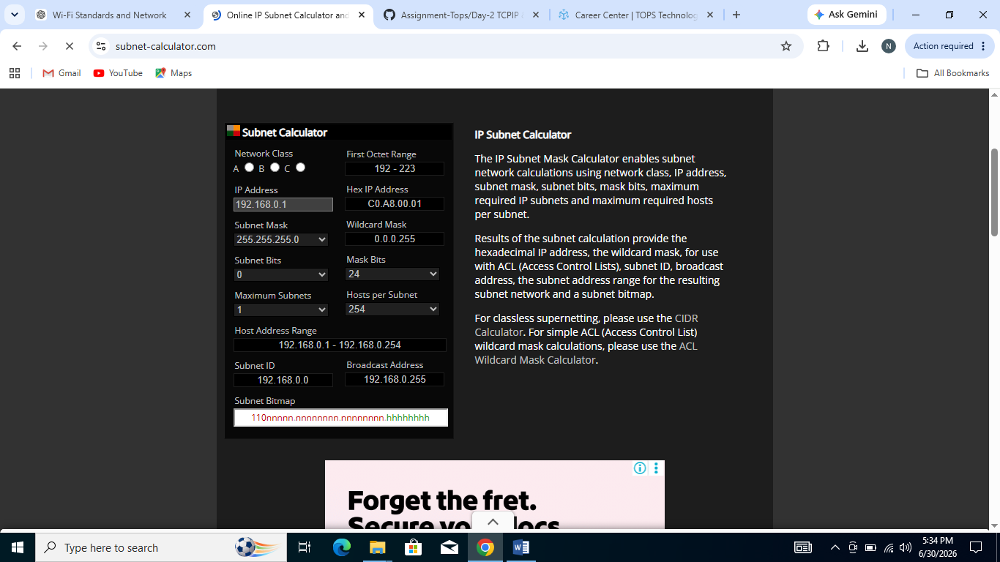 Wi-Fi Standards and Network
Online IP Subnet Calculator and
Assignment-Tops/Day-2 TCPIP
Career Center | TOPS Technolog
Ask Gemini
subnet-calculator.com
N
Action required
Gmail
YouTube
Maps
All Bookmarks
Subnet Calculator
Network Class
First Octet Range
A B C
192 - 223
IP Address
Hex IP Address
192.168.0.1
C0.A8.00.01
Subnet Mask
Wildcard Mask
255.255.255.0
0.0.0.255
Subnet Bits
Mask Bits
0
24
Maximum Subnets
Hosts per Subnet
1
254
Host Address Range
192.168.0.1 - 192.168.0.254
Subnet ID
Broadcast Address
192.168.0.0
192.168.0.255
Subnet Bitmap
110nnnnn.nnnnnnnn.nnnnnnnn.hhhhhhhh
IP Subnet Calculator
The IP Subnet Mask Calculator enables subnet
network calculations using network class, IP address,
subnet mask, subnet bits, mask bits, maximum
required IP subnets and maximum required hosts
per subnet.
Results of the subnet calculation provide the
hexadecimal IP address, the wildcard mask, for use
with ACL (Access Control Lists), subnet ID, broadcast
address, the subnet address range for the resulting
subnet network and a subnet bitmap.
For classless supernetting, please use the CIDR
Calculator. For simple ACL (Access Control List)
wildcard mask calculations, please use the ACL
Wildcard Mask Calculator.
Forget the fret.
Secure
Type here to search
5:34 PM
6/30/2026